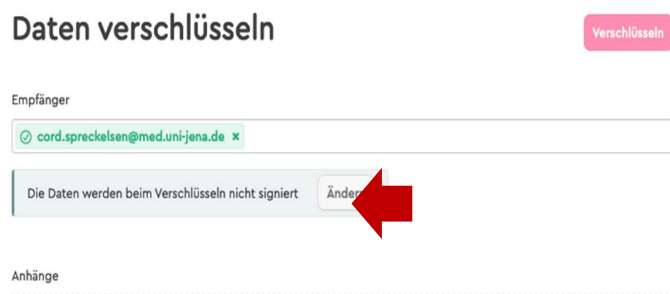 Daten verschlüsseln
Verschlüsseln
Empfänger
cord.spreckelsen@med.uni-jena.de ×
Die Daten werden beim Verschlüsseln nicht signiert
Anhänge